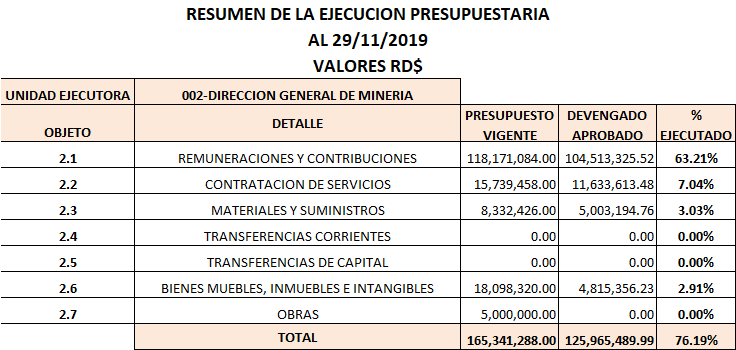 RESUMEN DE LA EJECUCION PRESUPUESTARIA
AL 29/11/2019
VALORES RD$
UNIDAD EJECUTORA 002-DIRECCION GENERAL DE MINERIA
OBJETO DETALLE PRESUPUESTO VIGENTE DEVENGADO APROBADO % EJECUTADO
2.1 REMUNERACIONES Y CONTRIBUCIONES 118,171,084.00 104,513,325.52 63.21%
2.2 CONTRATACION DE SERVICIOS 15,739,458.00 11,633,613.48 7.04%
2.3 MATERIALES Y SUMINISTROS 8,332,426.00 5,003,194.76 3.03%
2.4 TRANSFERENCIAS CORRIENTES 0.00 0.00 0.00%
2.5 TRANSFERENCIAS DE CAPITAL 0.00 0.00 0.00%
2.6 BIENES MUEBLES, INMUEBLES E INTANGIBLES 18,098,320.00 4,815,356.23 2.91%
2.7 OBRAS 5,000,000.00 0.00 0.00%
TOTAL 165,341,288.00 125,965,489.99 76.19%